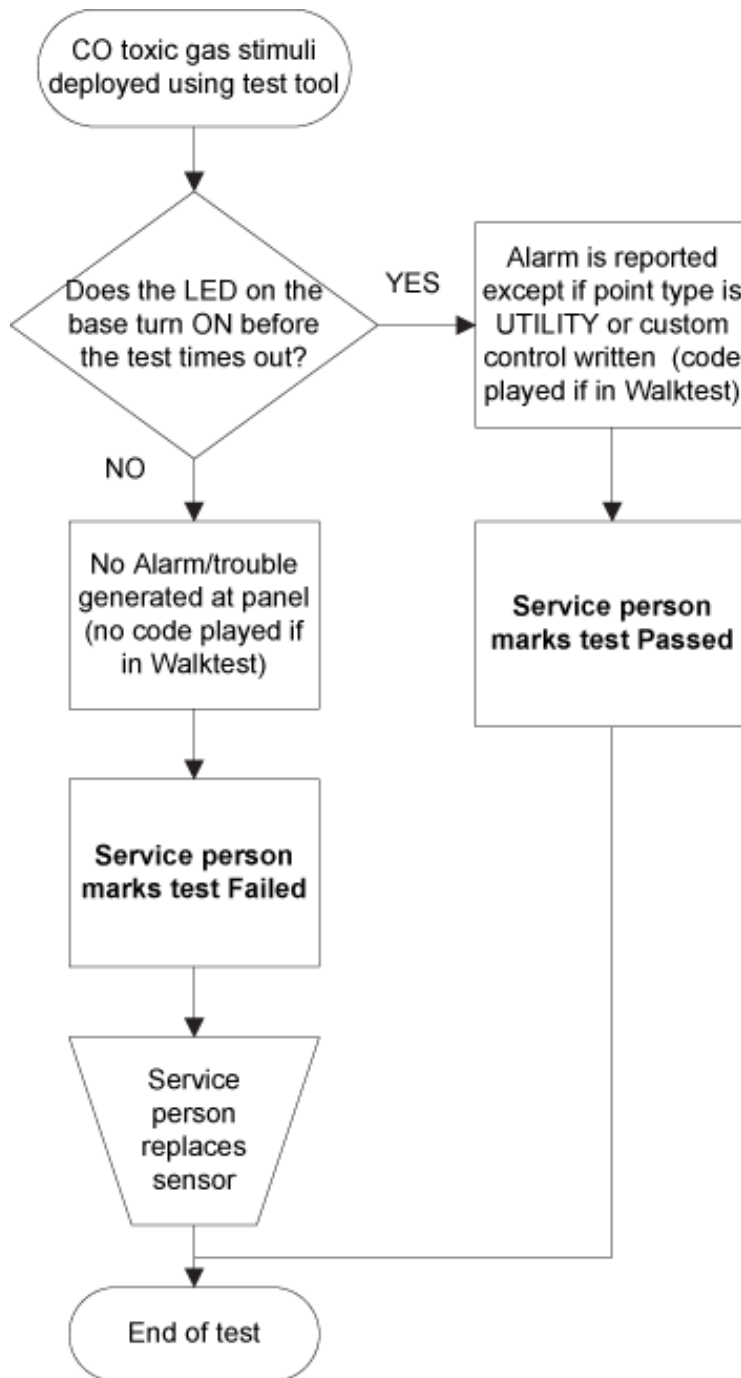 CO toxic gas stimuli
deployed using test tool
Does the LED on the
base turn ON before
the test times out?
YES
Alarm is reported
except if point type is
UTILITY or custom
control written (code
played if in Walktest)
NO
No Alarm/trouble
generated at panel
(no code played if
in Walktest)
Service person
marks test Passed
Service person
marks test Failed
Service
person
replaces
sensor
End of test